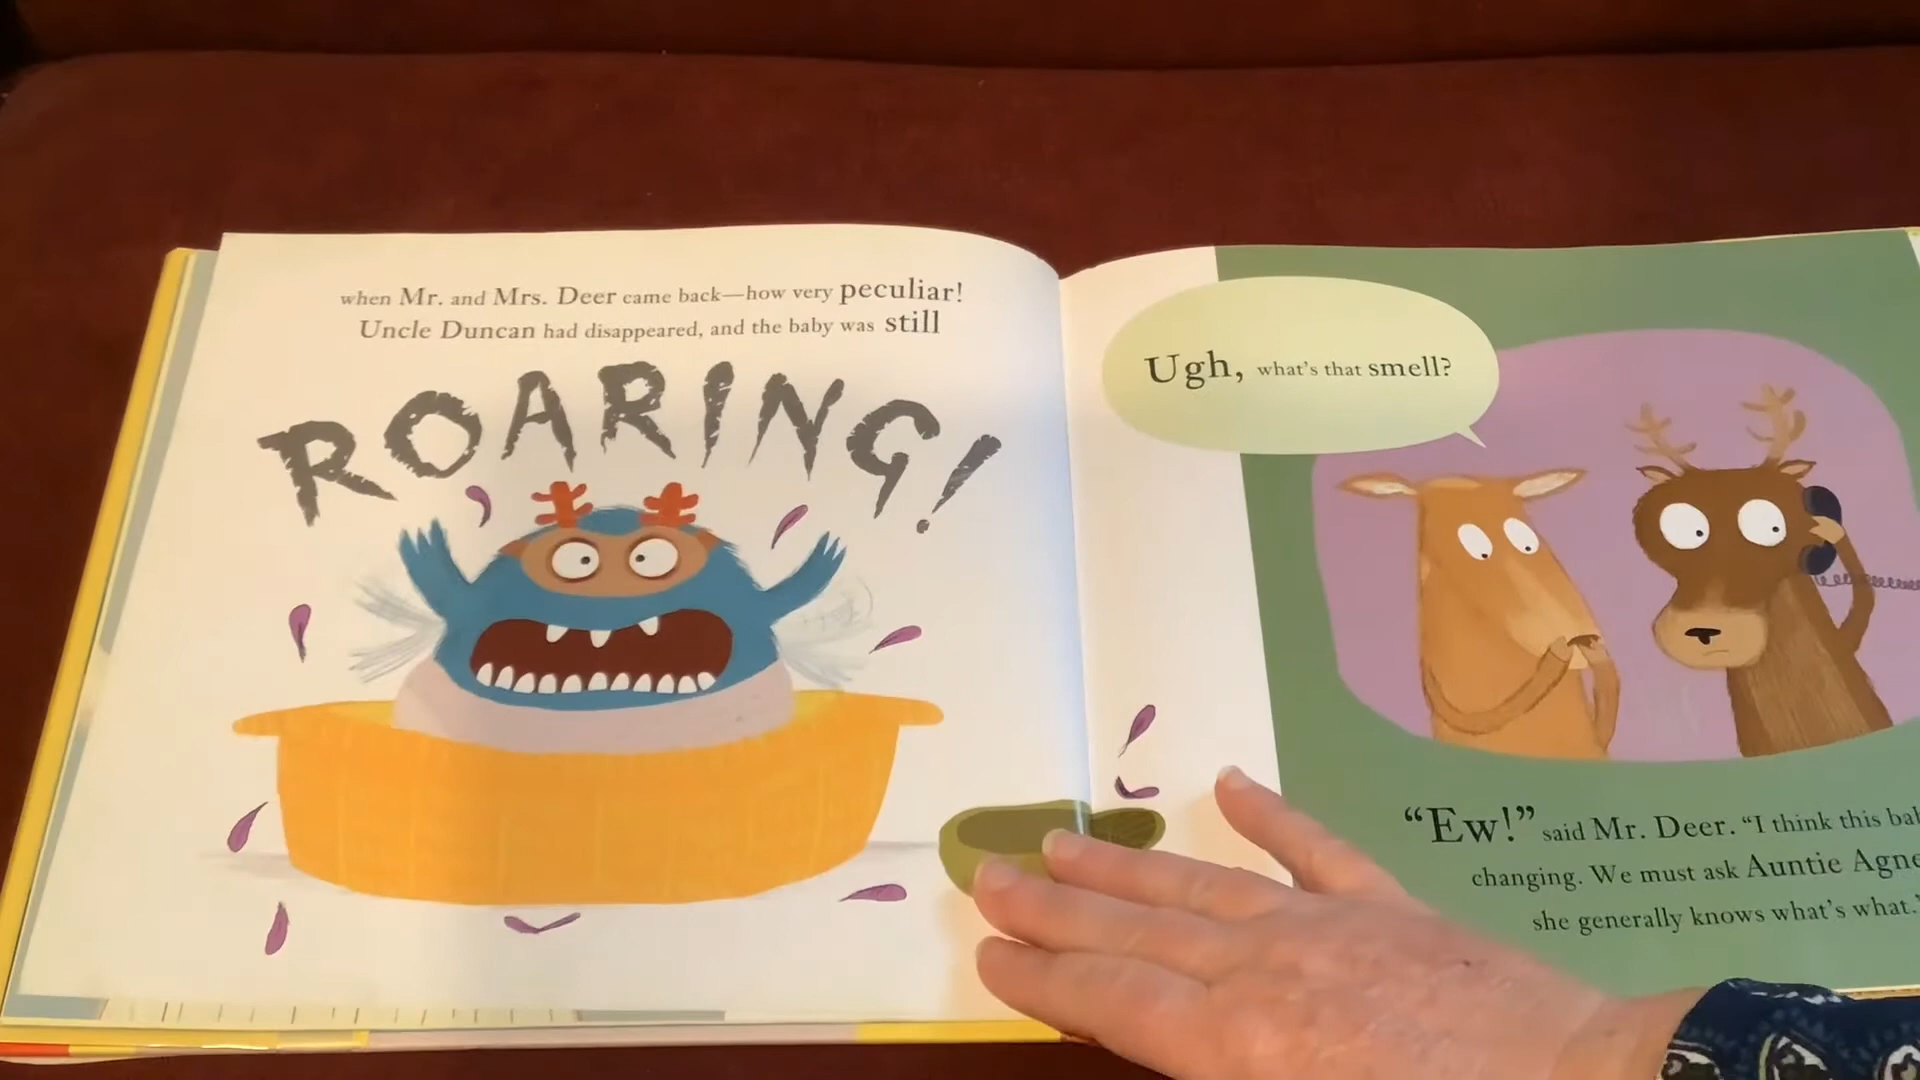 when Mr. and Mrs. Deer came back—how very peculiar!
Uncle Duncan had disappeared, and the baby was still
ROARING!
Ugh, what's that smell?
“Ew!” said Mr. Deer. “I think this
changing. We must ask Auntie
she generally knows what's what.”